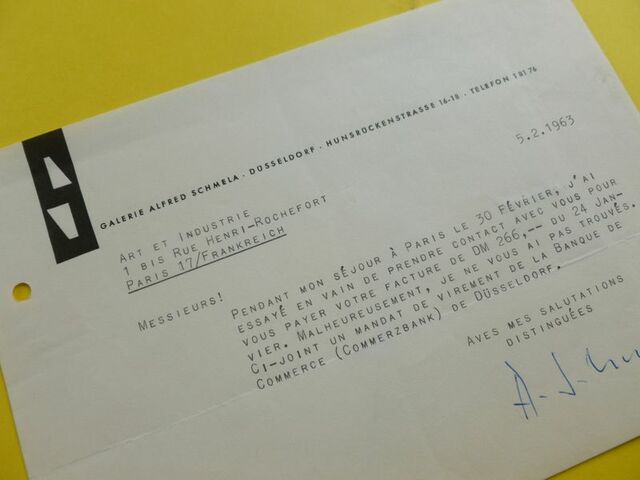 GALERIE ALFRED SCHMELA · DÜSSELDORF · HUNSRÜCKENSTRASSE 16-18 · TELEFON 18176
5.2.1963
ART ET INDUSTRIE
1 BIS RUE HENRI-ROCHEFORT
PARIS 17/FRANKREICH
MESSIEURS!
PENDANT MON SÉJOUR À PARIS LE 30 FÉVRIER, J'AI
ESSAYÉ EN VAIN DE PRENDRE CONTACT AVEC VOUS POUR
VOUS PAYER VOTRE FACTURE DE DM 266,-- DU 24 JAN-
VIER. MALHEUREUSEMENT, JE NE VOUS AI PAS TROUVÉS.
CI-JOINT UN MANDAT DE VIREMENT DE LA BANQUE DE
COMMERCE (COMMERZBANK) DE DÜSSELDORF.
AVES MES SALUTATIONS
DISTINGUÉES